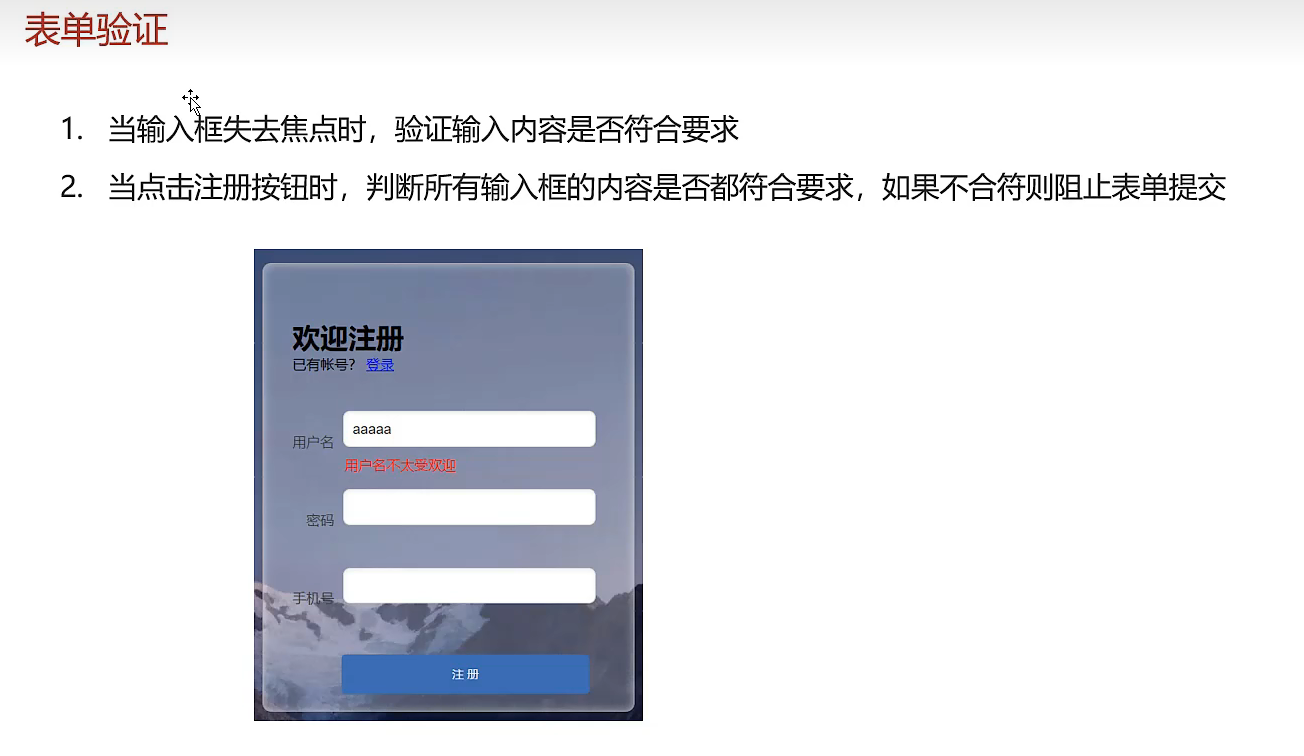 表单验证
1. 当输入框失去焦点时，验证输入内容是否符合要求
2. 当点击注册按钮时，判断所有输入框的内容是否都符合要求，如果不合符则阻止表单提交
欢迎注册
已有帐号？ 登录
用户名 aaaaa
用户名不太受欢迎
密码
手机号
注册